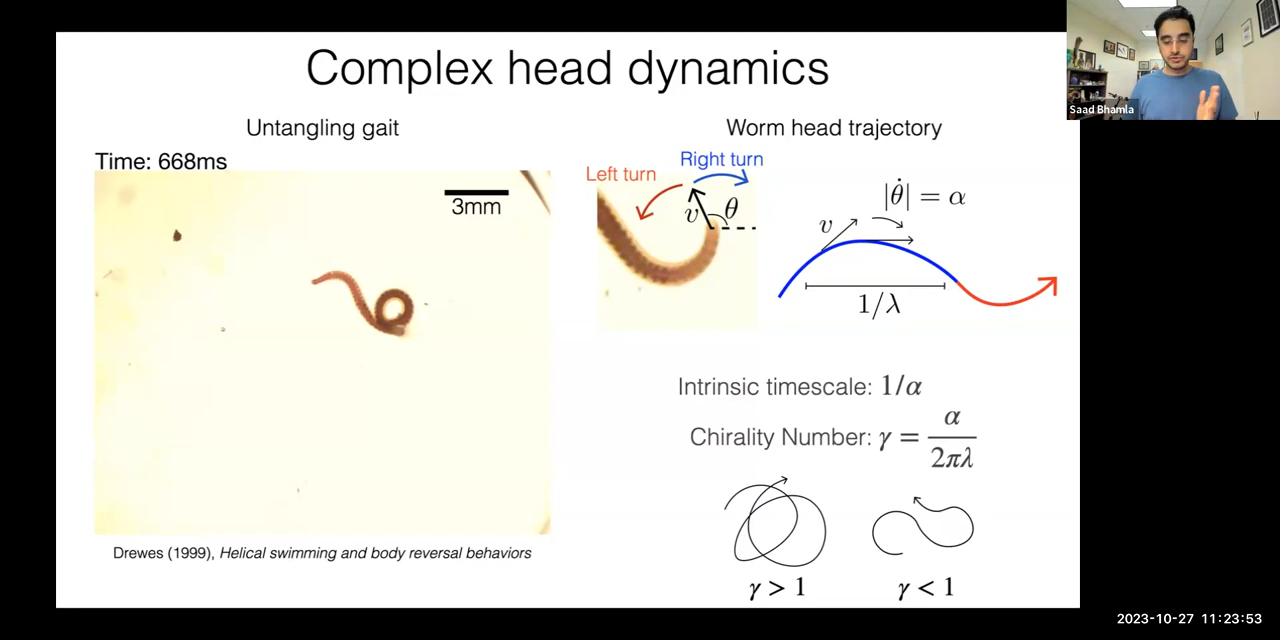 Complex head dynamics
Untangling gait
Worm head trajectory
Time: 668ms
3mm
Left turn
Right turn
v
θ
v
|θ̇| = α
1/λ
Intrinsic timescale: 1/α
Chirality Number: γ = α / 2πλ
γ > 1
γ < 1
Drewes (1999), Helical swimming and body reversal behaviors
Saad Bhamla
2023-10-27 11:23:53